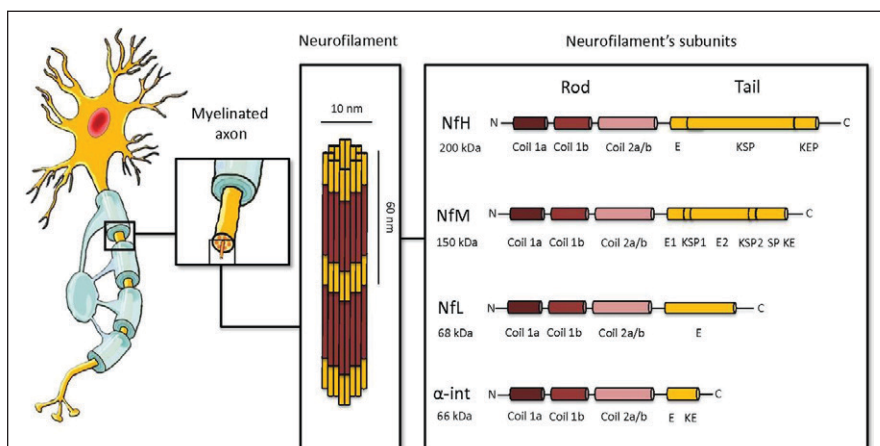 Neurofilament
Neurofilament's subunits
Myelinated
axon
10 nm
60 nm
Rod
Tail
NfH
200 kDa
N
C
Coil 1a
Coil 1b
Coil 2a/b
E
KSP
KEP
NfM
150 kDa
N
C
Coil 1a
Coil 1b
Coil 2a/b
E1
KSP1
E2
KSP2
SP
KE
NfL
68 kDa
N
C
Coil 1a
Coil 1b
Coil 2a/b
E
α-int
66 kDa
N
C
Coil 1a
Coil 1b
Coil 2a/b
E
KE